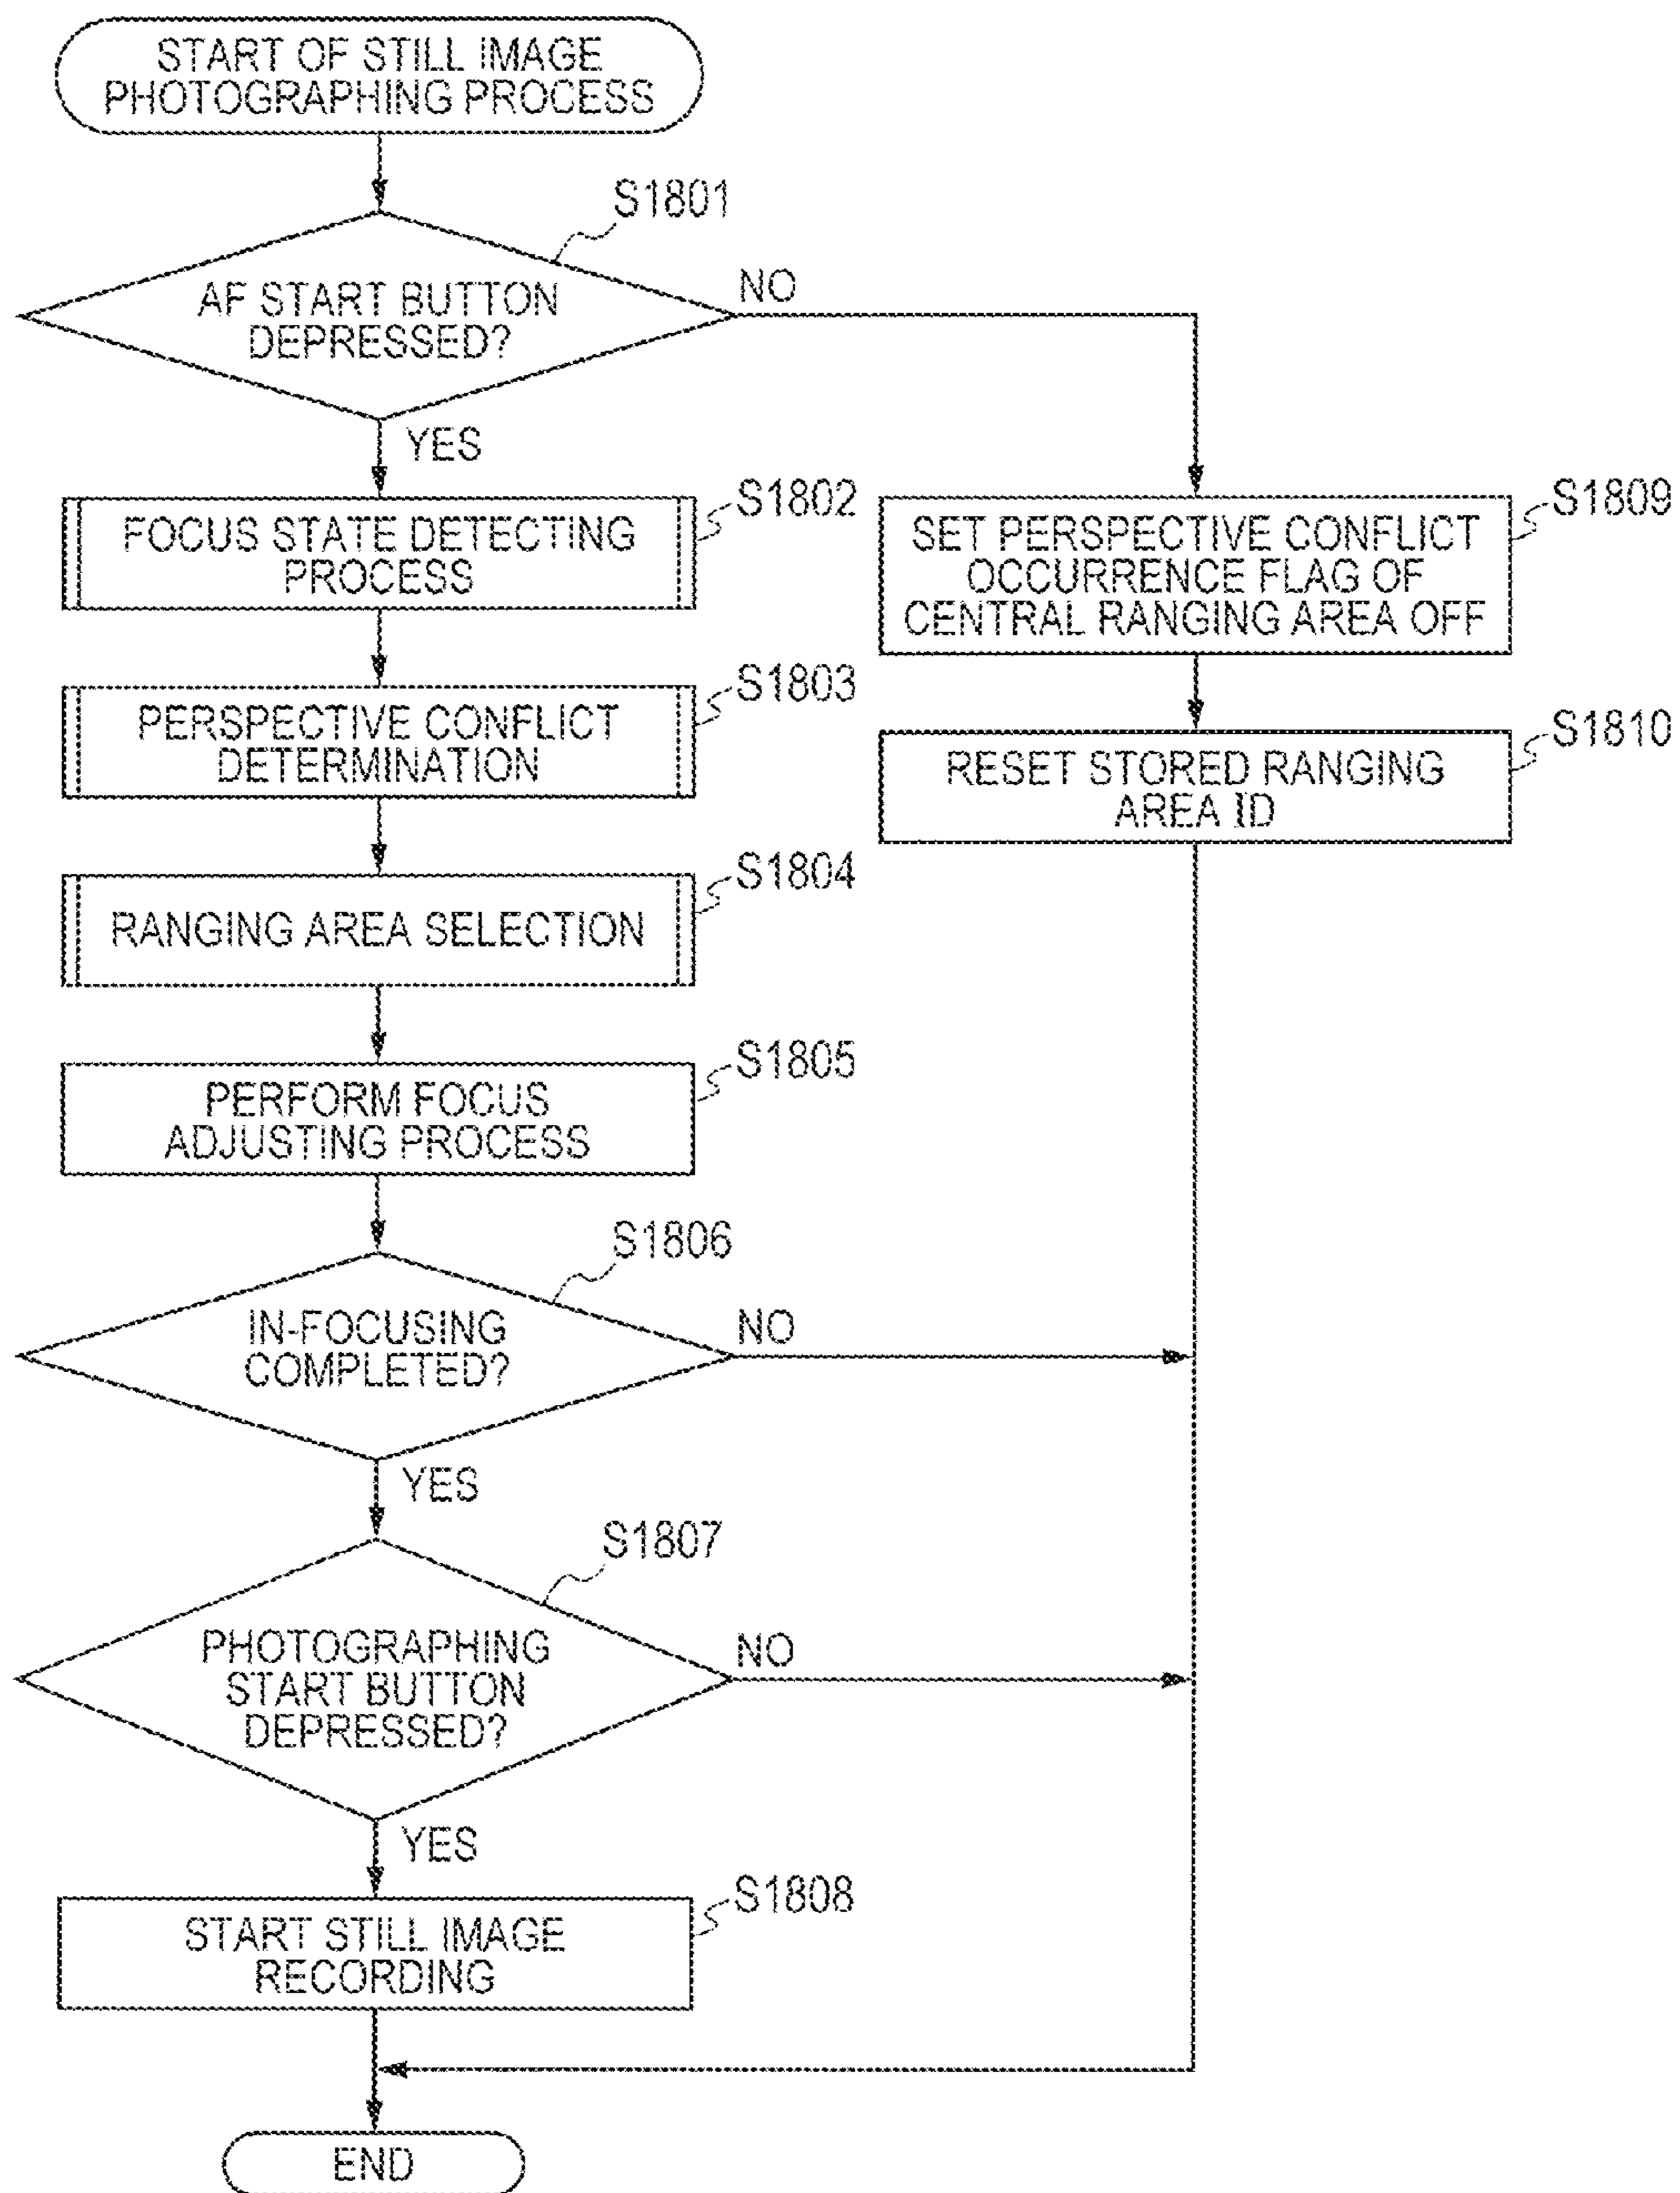 START OF STILL IMAGE
PHOTOGRAPHING PROCESS
S1801
AF START BUTTON
DEPRESSED?
NO
YES
S1802
FOCUS STATE DETECTING
PROCESS
S1809
SET PERSPECTIVE CONFLICT
OCCURRENCE FLAG OF
CENTRAL RANGING AREA OFF
S1803
PERSPECTIVE CONFLICT
DETERMINATION
S1810
RESET STORED RANGING
AREA ID
S1804
RANGING AREA SELECTION
S1805
PERFORM FOCUS
ADJUSTING PROCESS
S1806
IN-FOCUSING
COMPLETED?
NO
YES
S1807
PHOTOGRAPHING
START BUTTON
DEPRESSED?
NO
YES
S1808
START STILL IMAGE
RECORDING
END